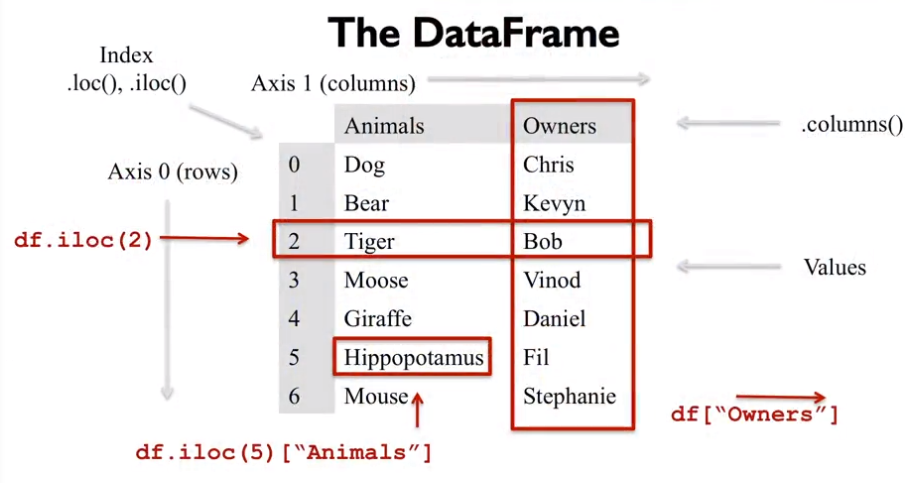 The DataFrame
Index
.loc(), .iloc()
Axis 1 (columns)
Animals Owners
.columns()
Axis 0 (rows)
0 Dog Chris
1 Bear Kevyn
df.iloc(2)
2 Tiger Bob
3 Moose Vinod
Values
4 Giraffe Daniel
5 Hippopotamus Fil
6 Mouse Stephanie
df[“Owners”]
df.iloc(5)[“Animals”]